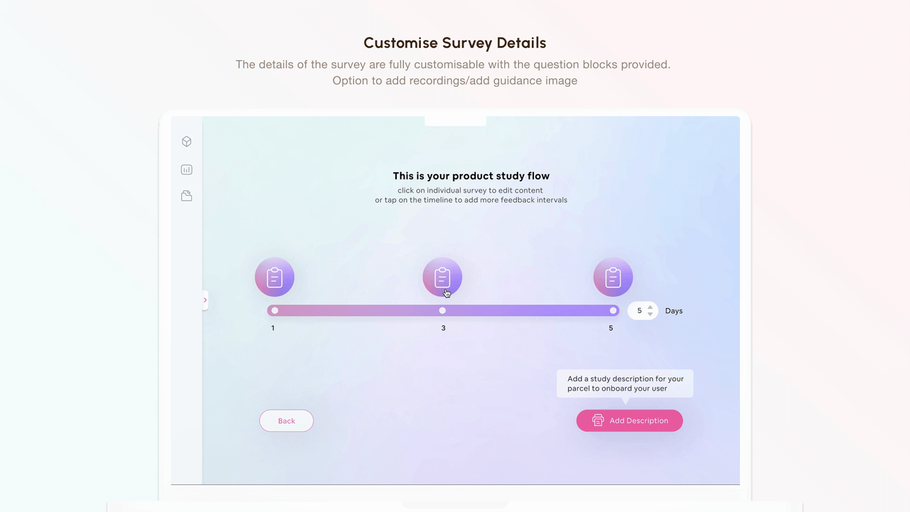 Customise Survey Details
The details of the survey are fully customisable with the question blocks provided.
Option to add recordings/add guidance image
This is your product study flow
click on individual survey to edit content
or tap on the timeline to add more feedback intervals
5 Days
1 3 5
Add a study description for your
parcel to onboard your user
Back
Add Description